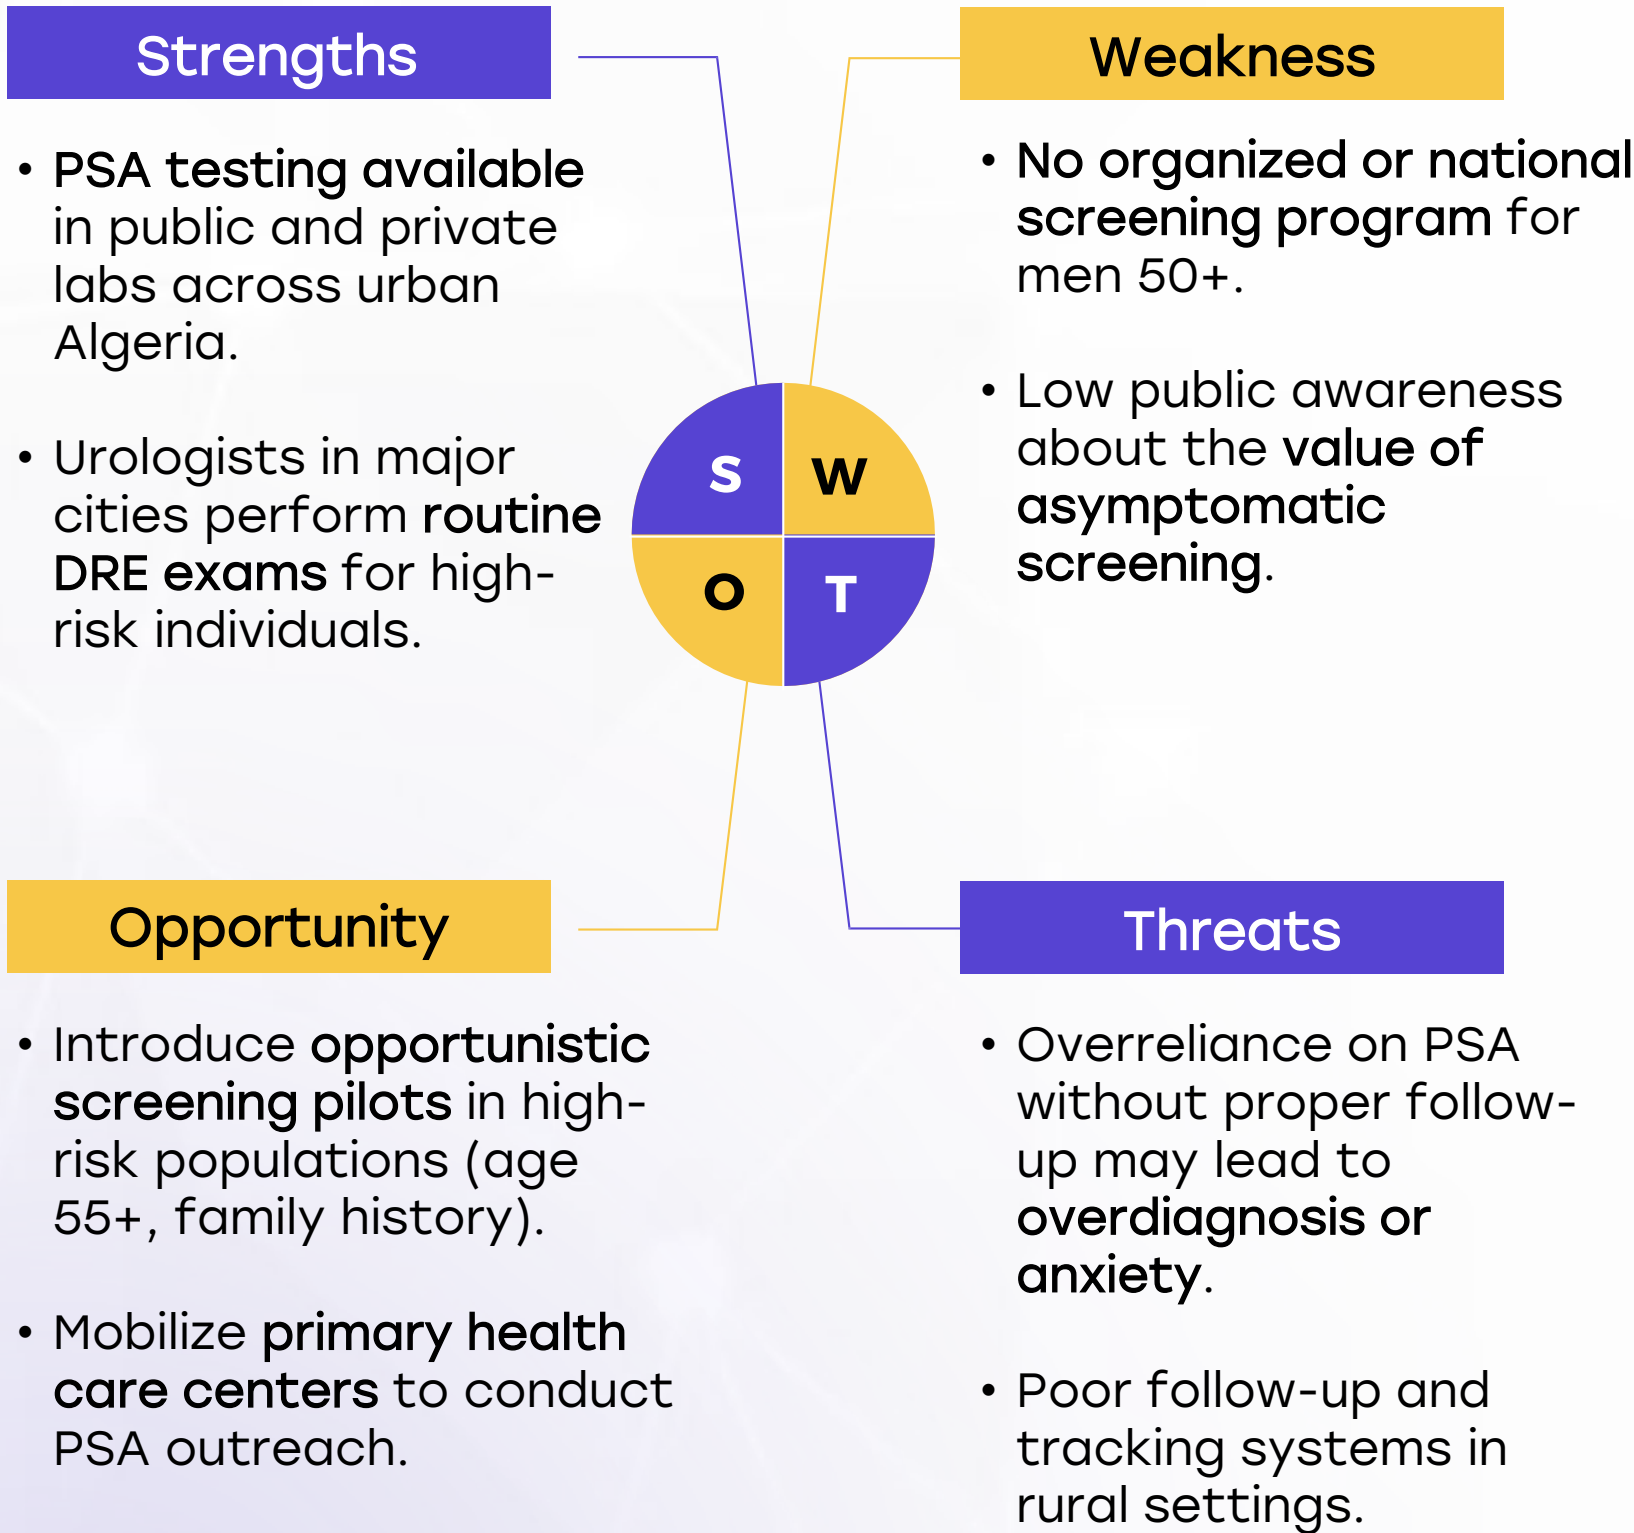 Strengths
• PSA testing available
in public and private
labs across urban
Algeria.
• Urologists in major
cities perform routine
DRE exams for high-
risk individuals.
Weakness
• No organized or national
screening program for
men 50+.
• Low public awareness
about the value of
asymptomatic
screening.
S
W
O
T
Opportunity
• Introduce opportunistic
screening pilots in high-
risk populations (age
55+, family history).
• Mobilize primary health
care centers to conduct
PSA outreach.
Threats
• Overreliance on PSA
without proper follow-
up may lead to
overdiagnosis or
anxiety.
• Poor follow-up and
tracking systems in
rural settings.